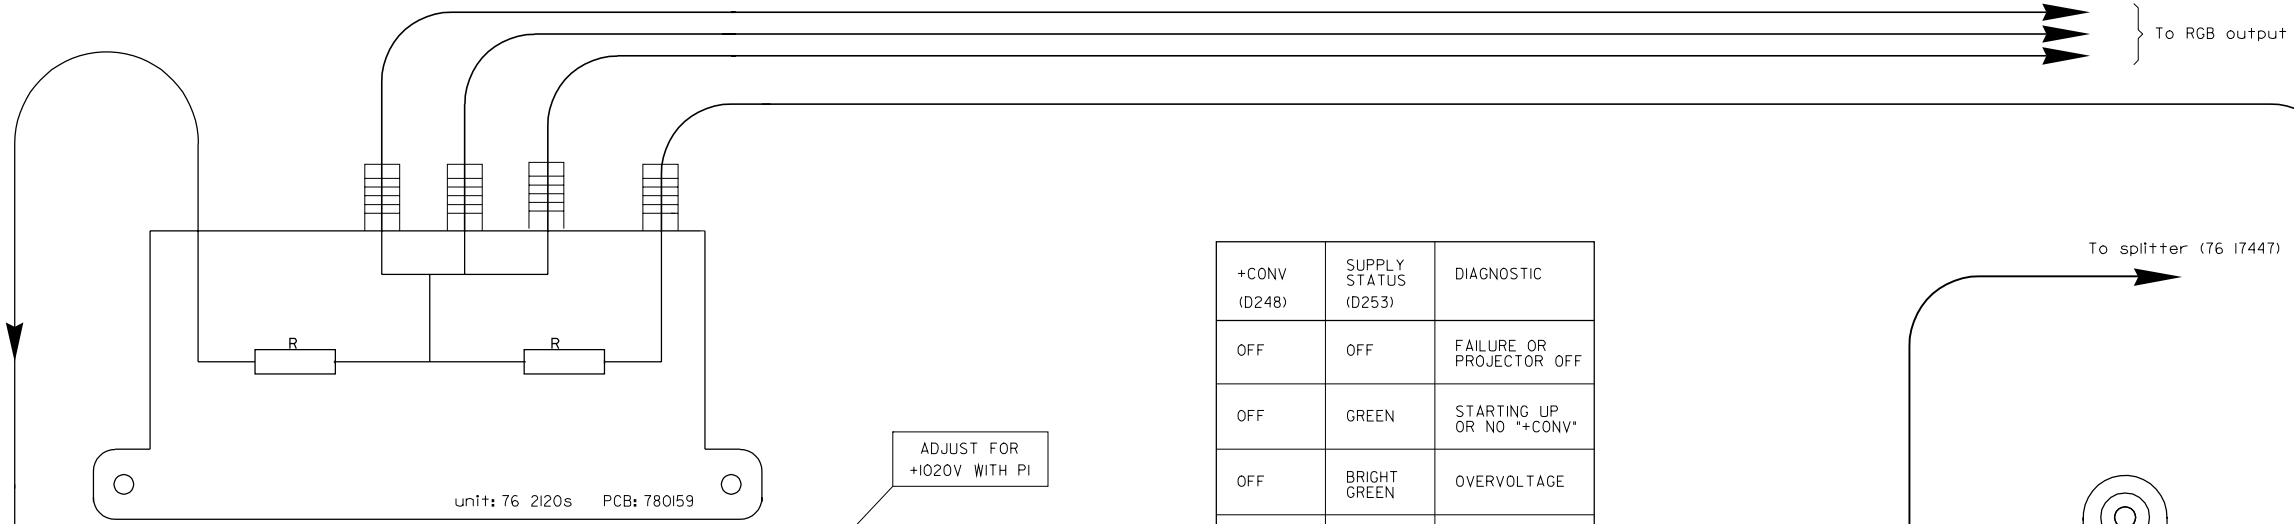 To RGB output
To splitter (76 17447)
+CONV
(D248)
SUPPLY
STATUS
(D253)
DIAGNOSTIC
OFF
OFF
FAILURE OR
PROJECTOR OFF
OFF
GREEN
STARTING UP
OR NO "+CONV"
OFF
BRIGHT
GREEN
OVERVOLTAGE
R
R
ADJUST FOR
+1020V WITH P1
unit: 76 2120s PCB: 780159